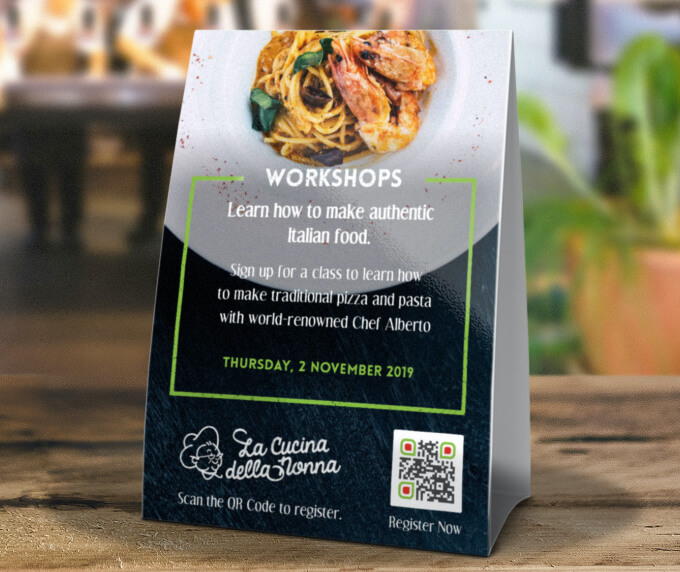 WORKSHOPS
Learn how to make authentic
Italian food.
Sign up for a class to learn how
to make traditional pizza and pasta
with world-renowned Chef Alberto
THURSDAY, 2 NOVEMBER 2019
La Cucina
della Nonna
Scan the QR Code to register.
Register Now